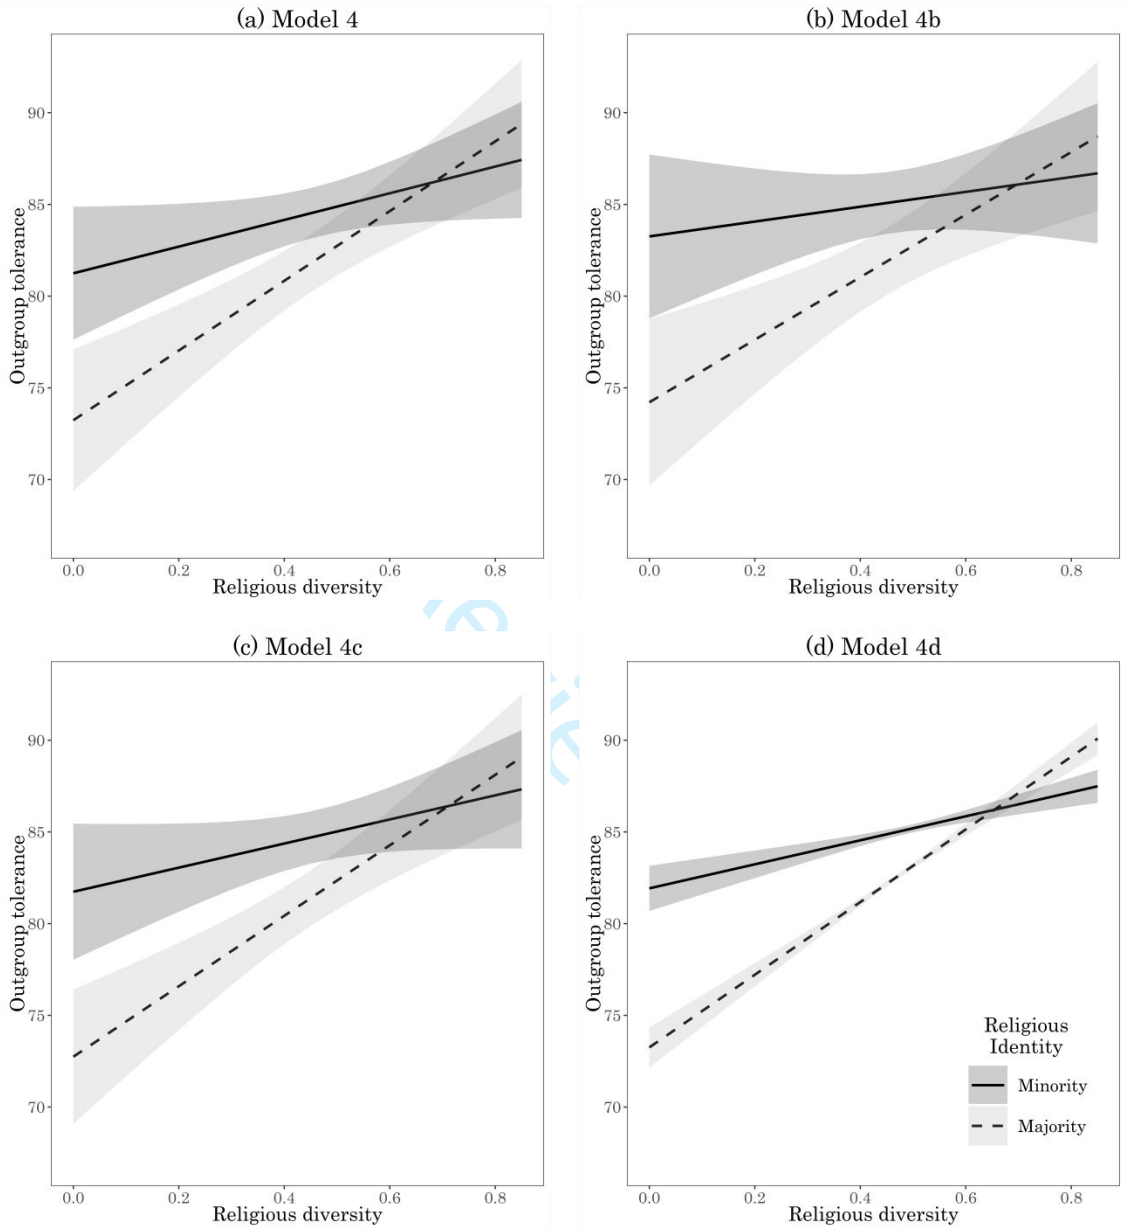 (a) Model 4
Outgroup tolerance
90
85
80
75
70
0.0 0.2 0.4 0.6 0.8
Religious diversity
(b) Model 4b
Outgroup tolerance
90
85
80
75
70
0.0 0.2 0.4 0.6 0.8
Religious diversity
(c) Model 4c
Outgroup tolerance
90
85
80
75
70
0.0 0.2 0.4 0.6 0.8
Religious diversity
(d) Model 4d
Outgroup tolerance
90
85
80
75
70
0.0 0.2 0.4 0.6 0.8
Religious diversity
Religious
Identity
Minority
Majority